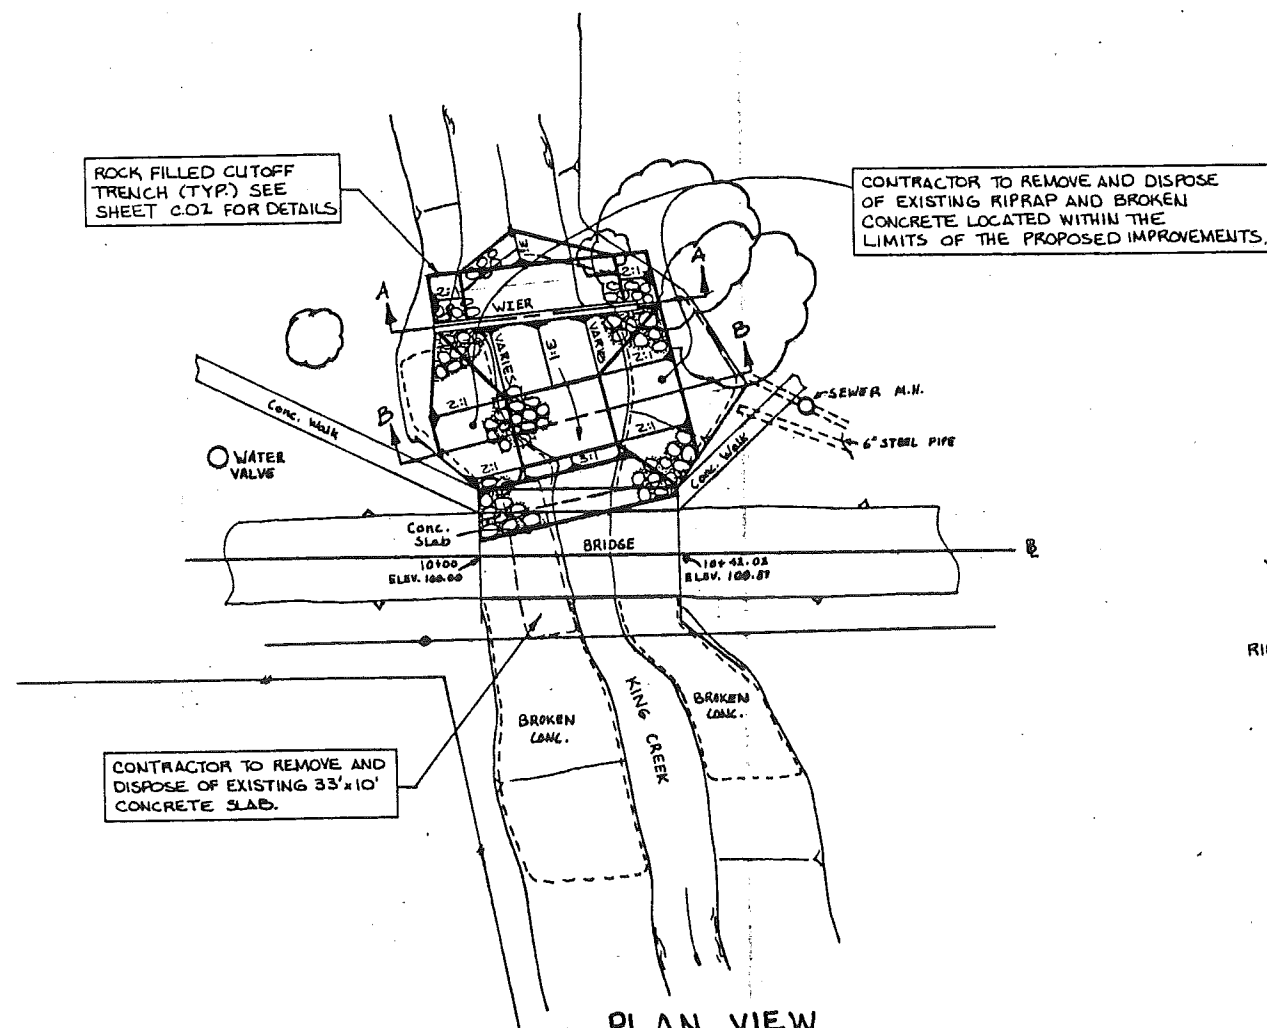 ROCK FILLED CUTOFF
TRENCH (TYP.) SEE
SHEET C.02 FOR DETAILS
CONTRACTOR TO REMOVE AND DISPOSE
OF EXISTING RIPRAP AND BROKEN
CONCRETE LOCATED WITHIN THE
LIMITS OF THE PROPOSED IMPROVEMENTS.
3:1
2:1
2:1
A
A
WIER
VARIES
3:1
VARIES
2:1
B
B
2:1
2:1
2:1
3:1
SEWER M.H.
6" STEEL PIPE
Conc. Walk
Conc. Walk
WATER
VALVE
Conc.
SLAB
BRIDGE
10+00
ELEV. 100.00
10+42.02
ELEV. 100.87
RI
KING CREEK
BROKEN
CONC.
BROKEN
CONC.
CONTRACTOR TO REMOVE AND
DISPOSE OF EXISTING 33'x10'
CONCRETE SLAB.
PLAN VIEW